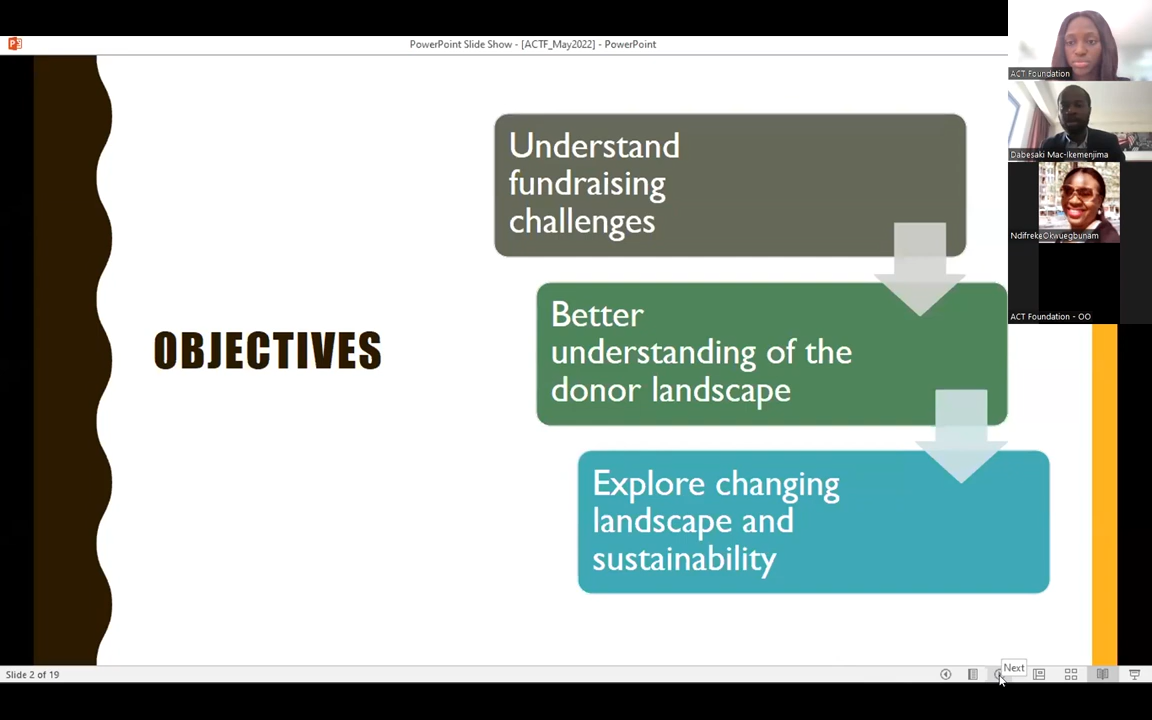 PowerPoint Slide Show - [ACTF_May2022] - PowerPoint
ACT Foundation
Dabesaki Mac-Ikemenjima
NdifrekeOkwuegbunam
ACT Foundation - OO
OBJECTIVES
Understand
fundraising
challenges
Better
understanding of the
donor landscape
Explore changing
landscape and
sustainability
Slide 2 of 19
Next